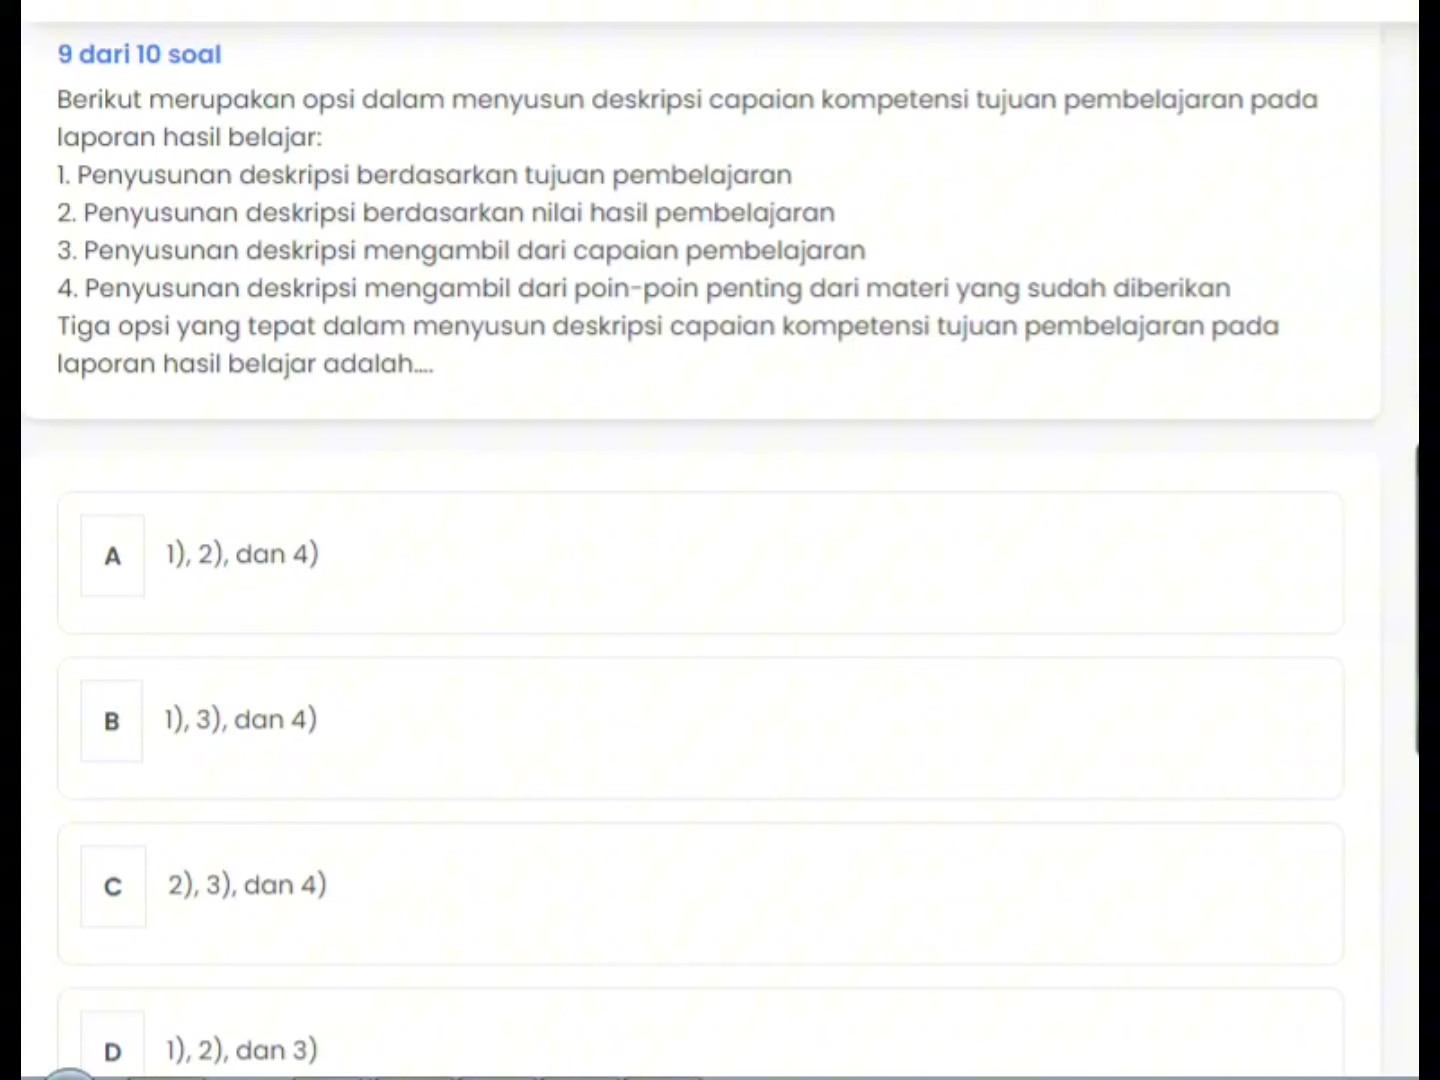 9 dari 10 soal
Berikut merupakan opsi dalam menyusun deskripsi capaian kompetensi tujuan pembelajaran pada
laporan hasil belajar:
1. Penyusunan deskripsi berdasarkan tujuan pembelajaran
2. Penyusunan deskripsi berdasarkan nilai hasil pembelajaran
3. Penyusunan deskripsi mengambil dari capaian pembelajaran
4. Penyusunan deskripsi mengambil dari poin-poin penting dari materi yang sudah diberikan
Tiga opsi yang tepat dalam menyusun deskripsi capaian kompetensi tujuan pembelajaran pada
laporan hasil belajar adalah....
A 1), 2), dan 4)
B 1), 3), dan 4)
C 2), 3), dan 4)
D 1), 2), dan 3)